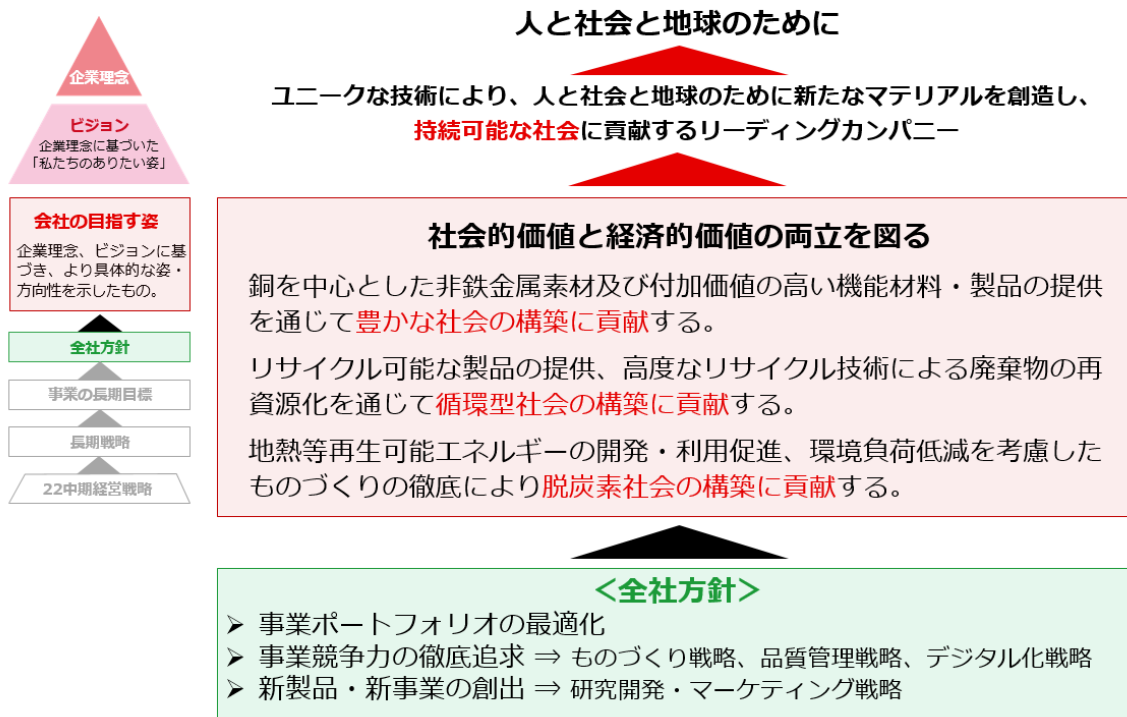 企業理念
ビジョン
企業理念に基づいた
「私たちのありたい姿」
会社の目指す姿
企業理念、ビジョンに基
づき、より具体的な姿・
方向性を示したもの。
全社方針
事業の長期目標
長期戦略
22中期経営戦略
人と社会と地球のために
ユニークな技術により、人と社会と地球のために新たなマテリアルを創造し、
持続可能な社会に貢献するリーディングカンパニー
社会的価値と経済的価値の両立を図る
銅を中心とした非鉄金属素材及び付加価値の高い機能材料・製品の提供
を通じて豊かな社会の構築に貢献する。
リサイクル可能な製品の提供、高度なリサイクル技術による廃棄物の再
資源化を通じて循環型社会の構築に貢献する。
地熱等再生可能エネルギーの開発・利用促進、環境負荷低減を考慮した
ものづくりの徹底により脱炭素社会の構築に貢献する。
＜全社方針＞
➢ 事業ポートフォリオの最適化
➢ 事業競争力の徹底追求 ⇒ ものづくり戦略、品質管理戦略、デジタル化戦略
➢ 新製品・新事業の創出 ⇒ 研究開発・マーケティング戦略